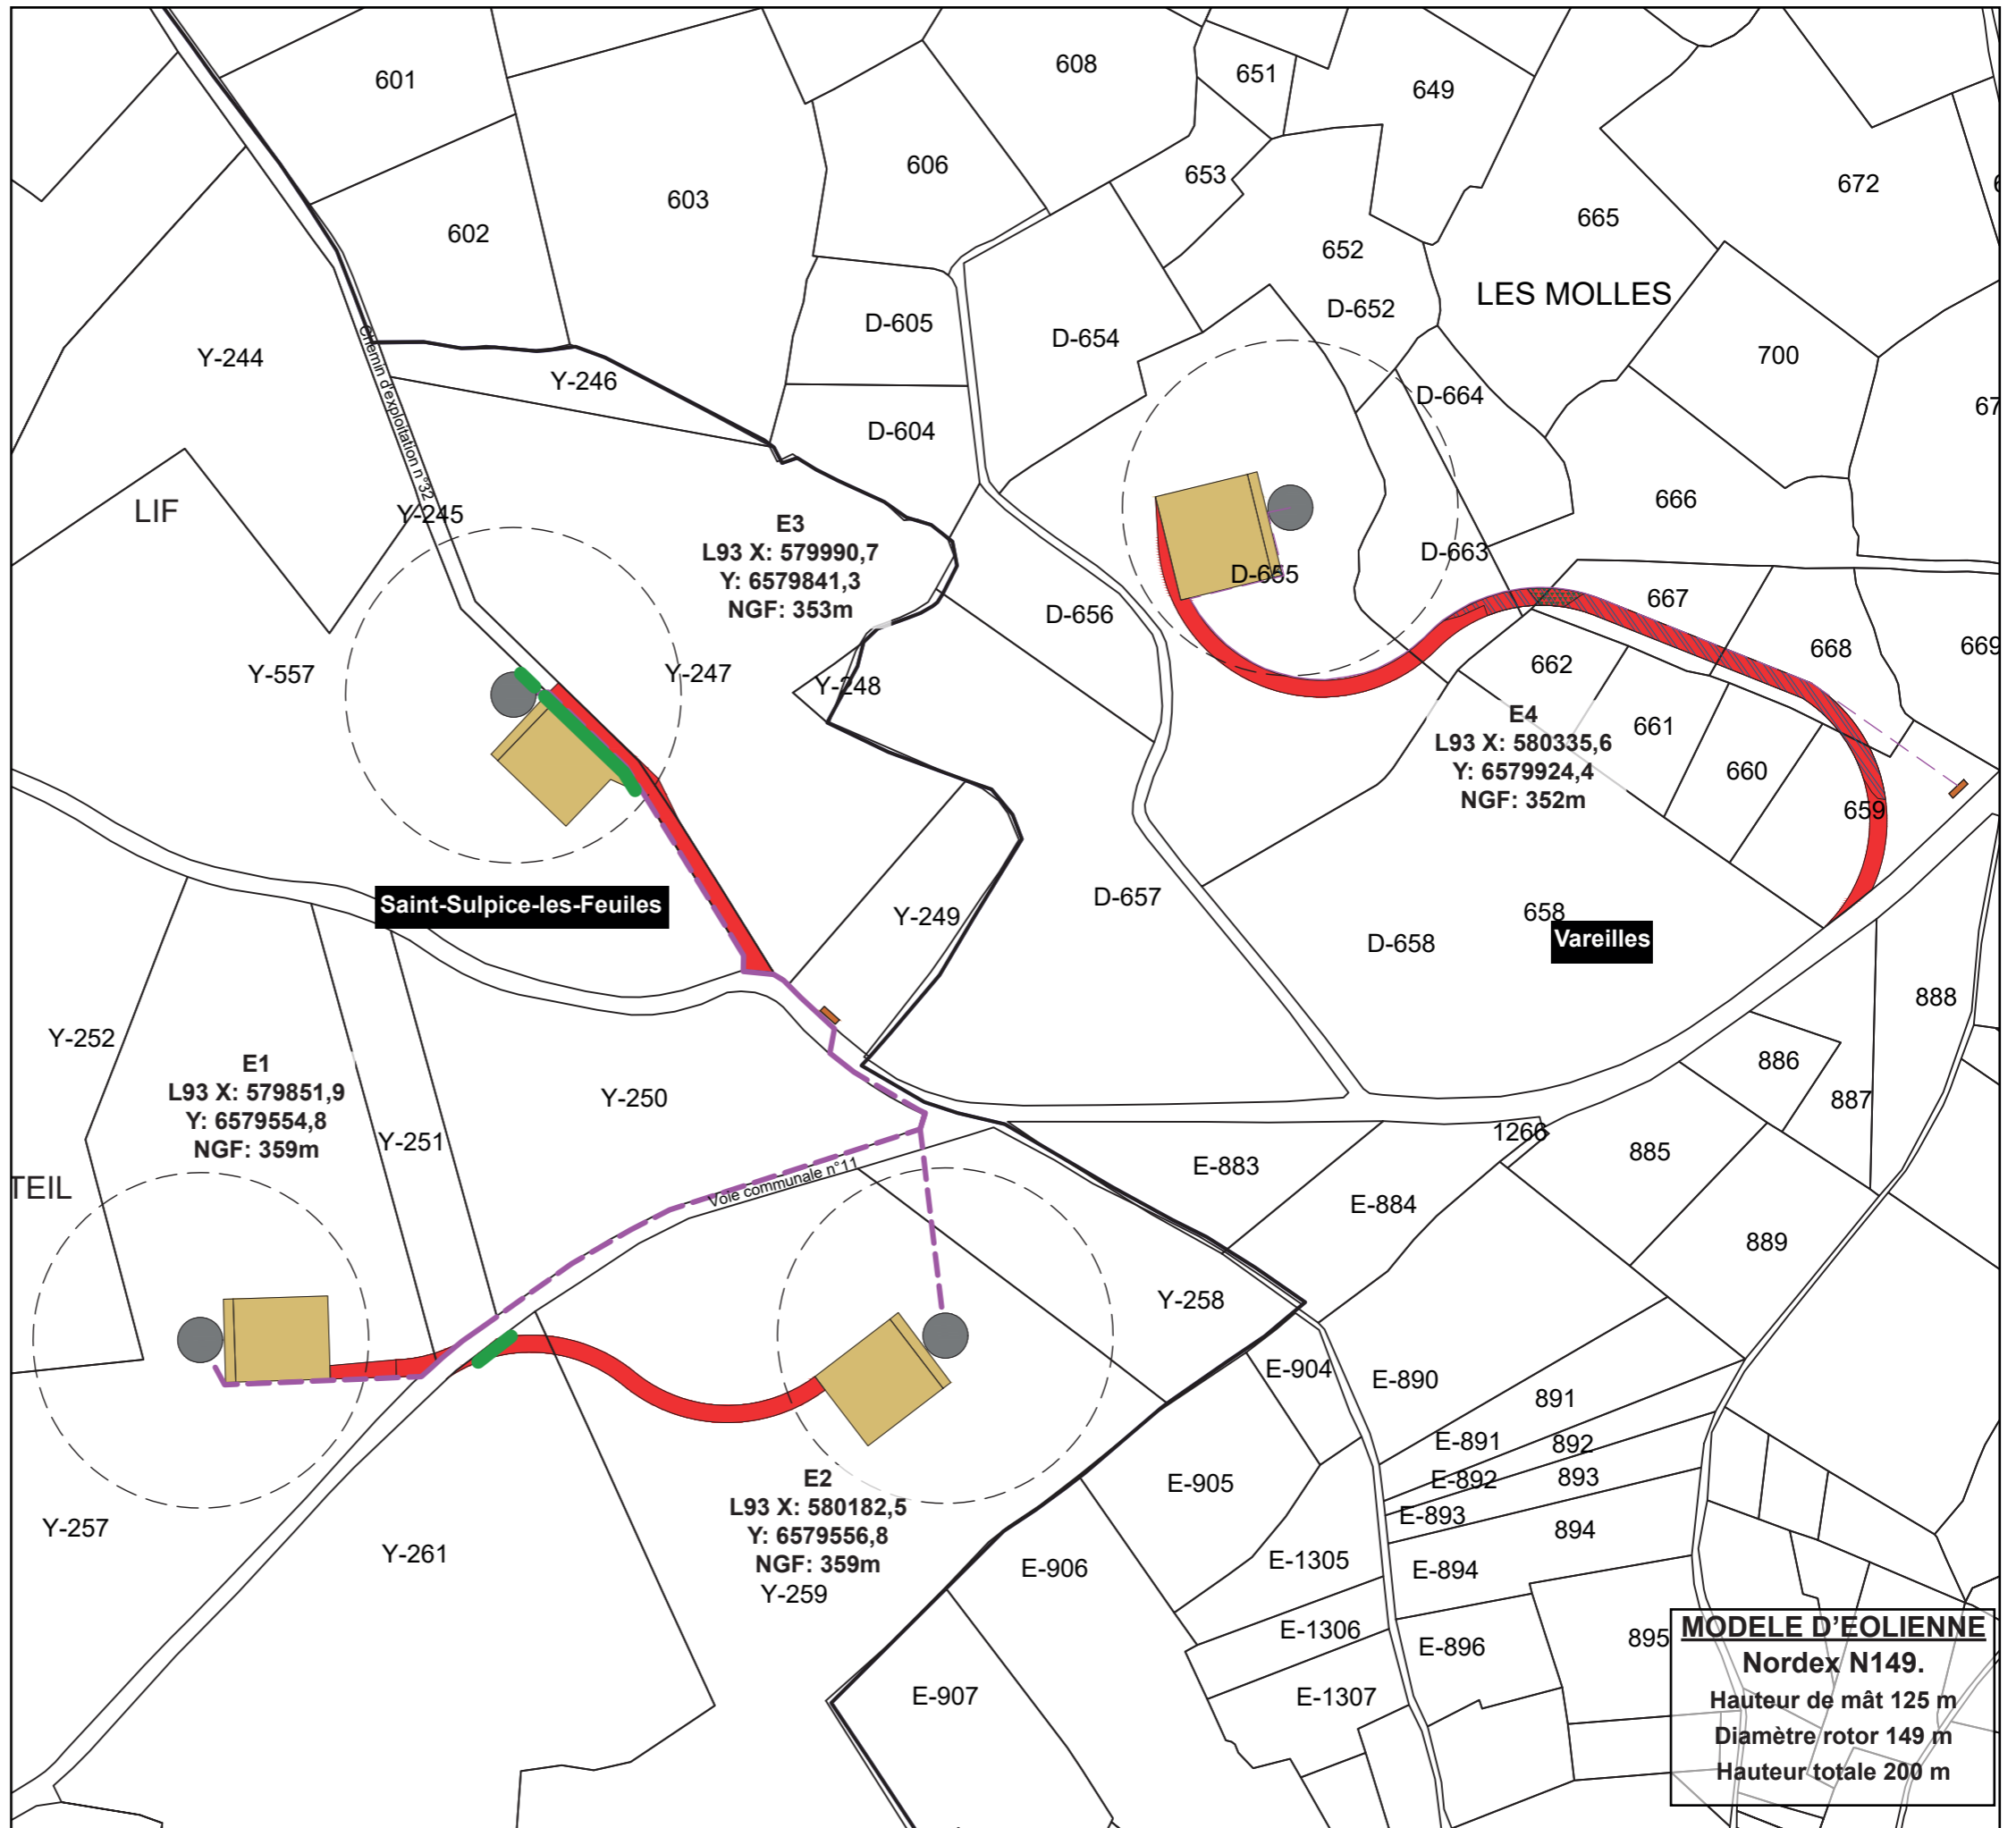 601
608
651
649
606
653
672
603
665
602
652
LES MOLLES
D-652
D-605
D-654
Y-244
700
Y-246
D-664
67
Chemin d'exploitation n°32
D-604
LIF
Y-245
666
E3
L93 X: 579990,7
Y: 6579841,3
NGF: 353m
D-663
D-655
667
D-656
668
669
662
Y-557
Y-247
Y-248
E4
L93 X: 580335,6
Y: 6579924,4
NGF: 352m
661
660
659
Saint-Sulpice-les-Feuiles
Y-249
D-657
658
D-658
Vareilles
888
Y-252
E1
L93 X: 579851,9
Y: 6579554,8
NGF: 359m
886
Y-250
887
Y-251
1266
885
E-883
Voie communale n°11
TEIL
E-884
889
Y-258
E-904
E-890
891
E-891
892
E-892
893
E-905
E-893
E2
L93 X: 580182,5
Y: 6579556,8
NGF: 359m
Y-259
Y-257
894
Y-261
E-1305
E-906
E-894
E-1306
E-896
895
E-907
E-1307
MODELE D'EOLIENNE
Nordex N149.
Hauteur de mât 125 m
Diamètre rotor 149 m
Hauteur totale 200 m